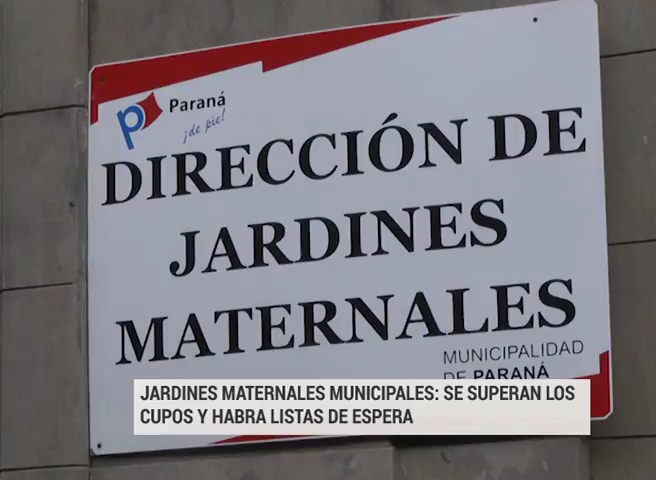 Paraná
¡de pie!
DIRECCIÓN DE
JARDINES
MATERNALES
MUNICIPALIDAD
DE PARANÁ
JARDINES MATERNALES MUNICIPALES: SE SUPERAN LOS
CUPOS Y HABRA LISTAS DE ESPERA